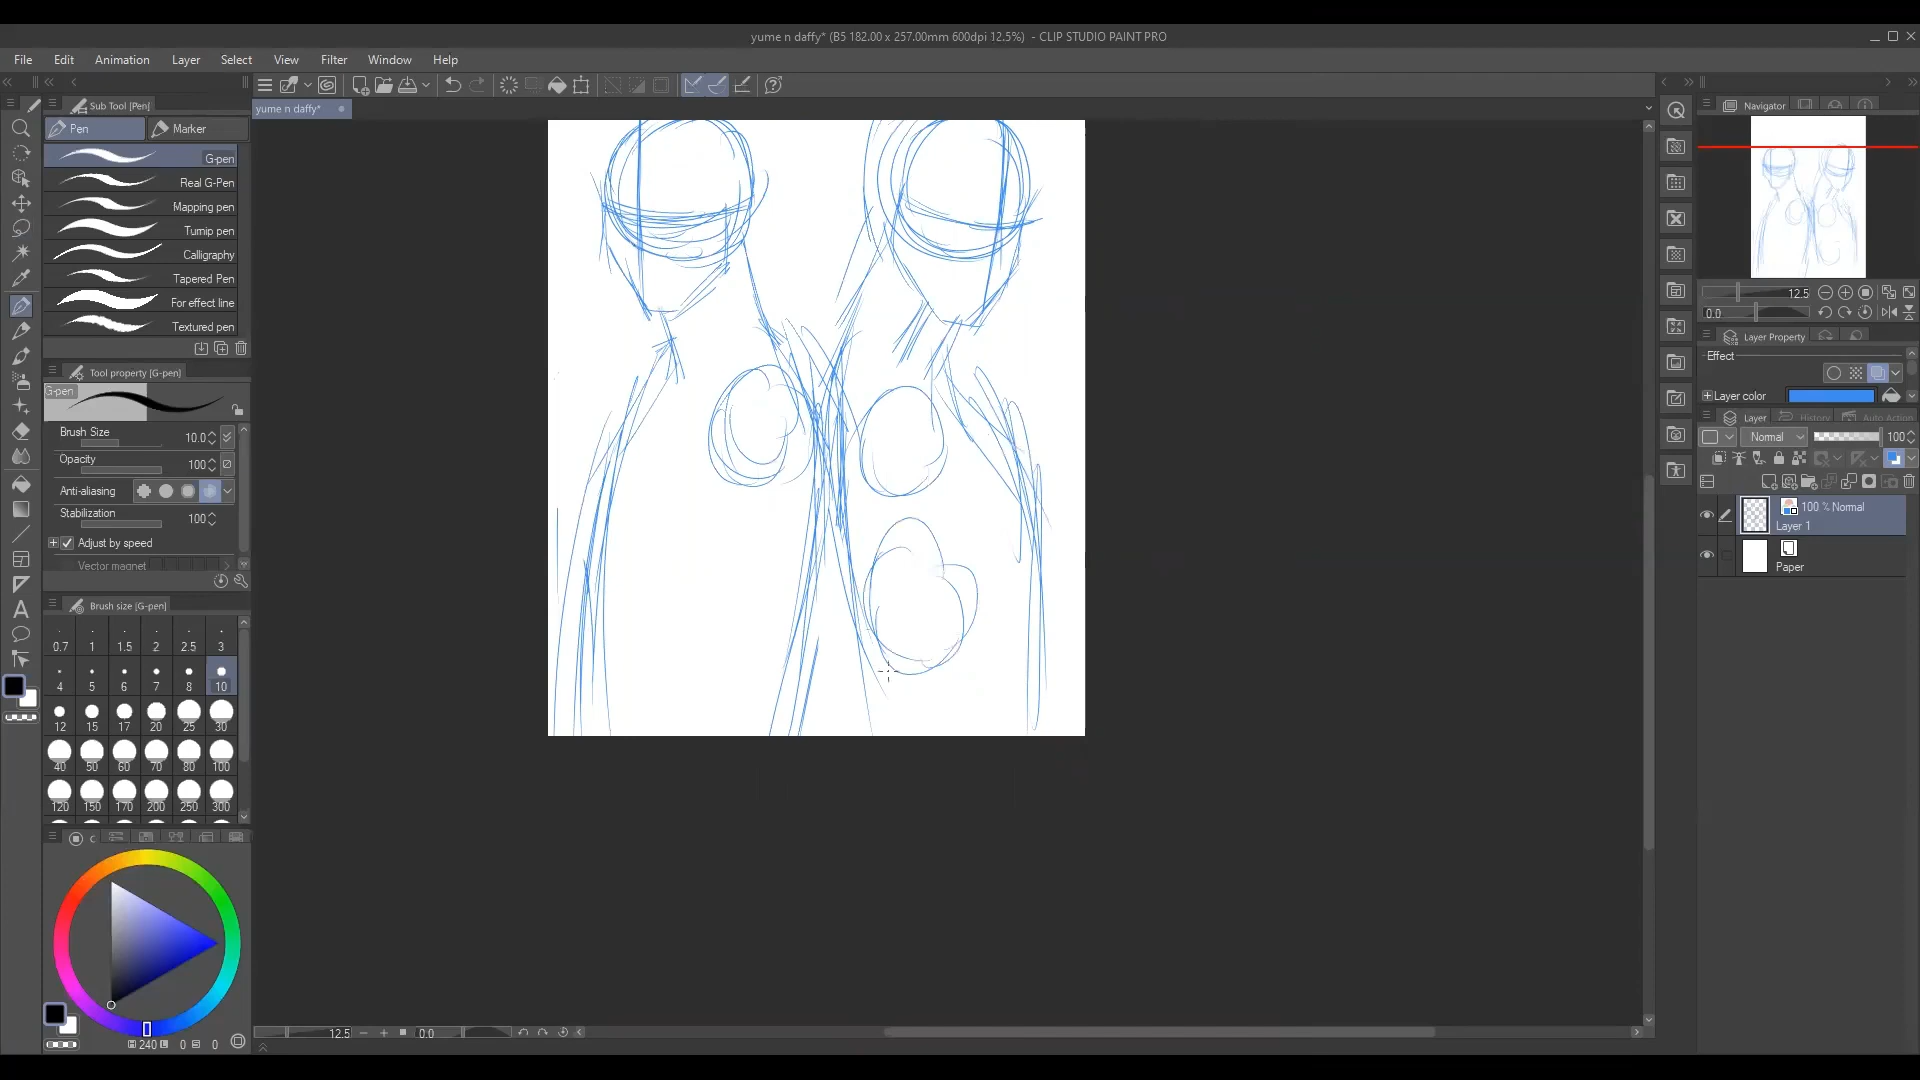 yume n daffy* (B5 182.00 x 257.00mm 600dpi 12.5%) - CLIP STUDIO PAINT PRO
File Edit Animation Layer Select View Filter Window Help
yume n daffy*
Sub Tool [Pen]
Pen Marker
G-pen
Real G-Pen
Mapping pen
Turnip pen
Calligraphy
Tapered Pen
For effect line
Textured pen
Tool property [G-pen]
G-pen
Brush Size 10.0
Opacity 100
Anti-aliasing
Stabilization 100
Adjust by speed
Vector magnet
Brush size [G-pen]
0.7 1 1.5 2 2.5 3
4 5 6 7 8 10
12 15 17 20 25 30
40 50 60 70 80 100
120 150 170 200 250 300
240 0 0
12.5 0.0
Navigator
12.5
0.0
Layer Property
Effect
Layer color
Layer History Auto Action
Normal 100
100 % Normal
Layer 1
Paper